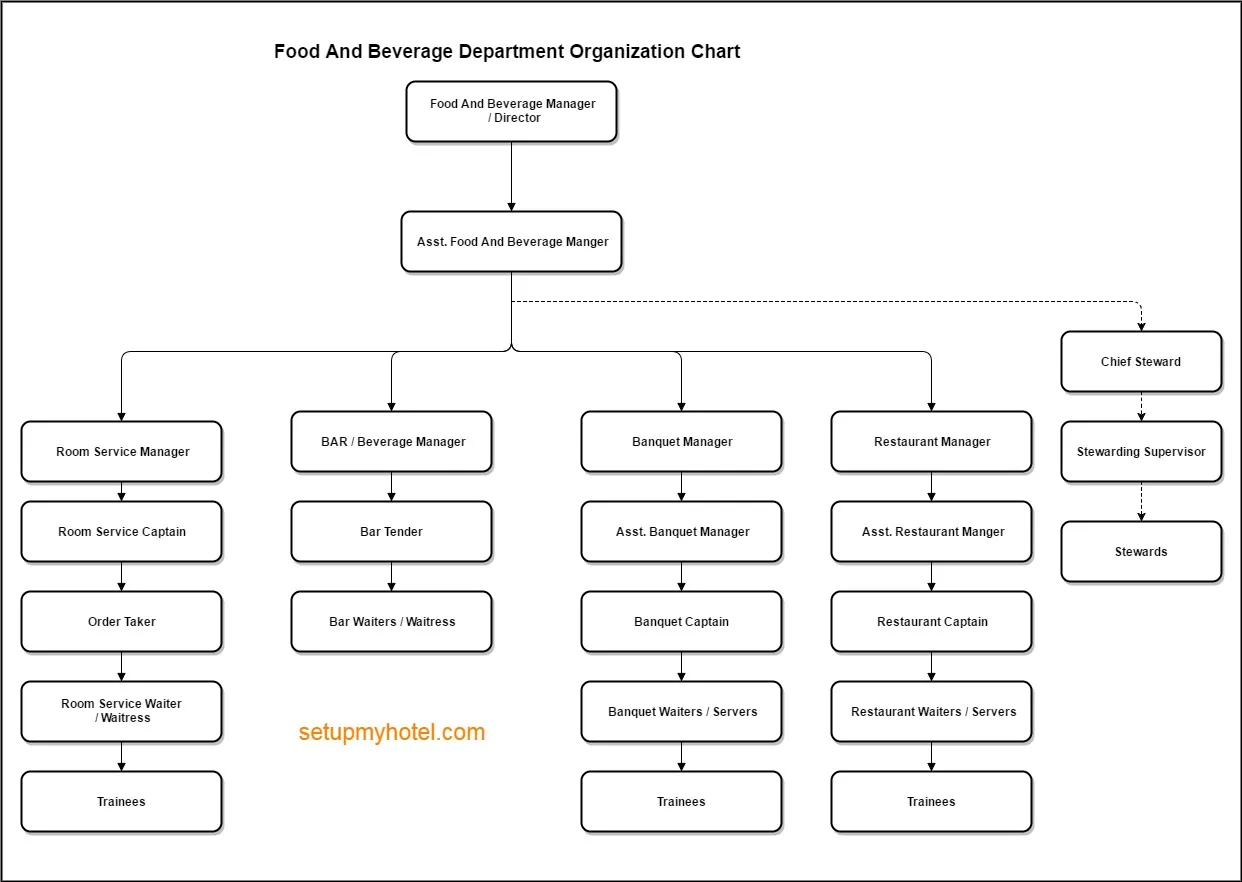 Food And Beverage Department Organization Chart
Food And Beverage Manager
/ Director
Asst. Food And Beverage Manger
Chief Steward
Stewarding Supervisor
Stewards
Room Service Manager
Room Service Captain
Order Taker
Room Service Waiter
/ Waitress
Trainees
BAR / Beverage Manager
Bar Tender
Bar Waiters / Waitress
Banquet Manager
Asst. Banquet Manager
Banquet Captain
Banquet Waiters / Servers
Trainees
Restaurant Manager
Asst. Restaurant Manger
Restaurant Captain
Restaurant Waiters / Servers
Trainees
setupmyhotel.com